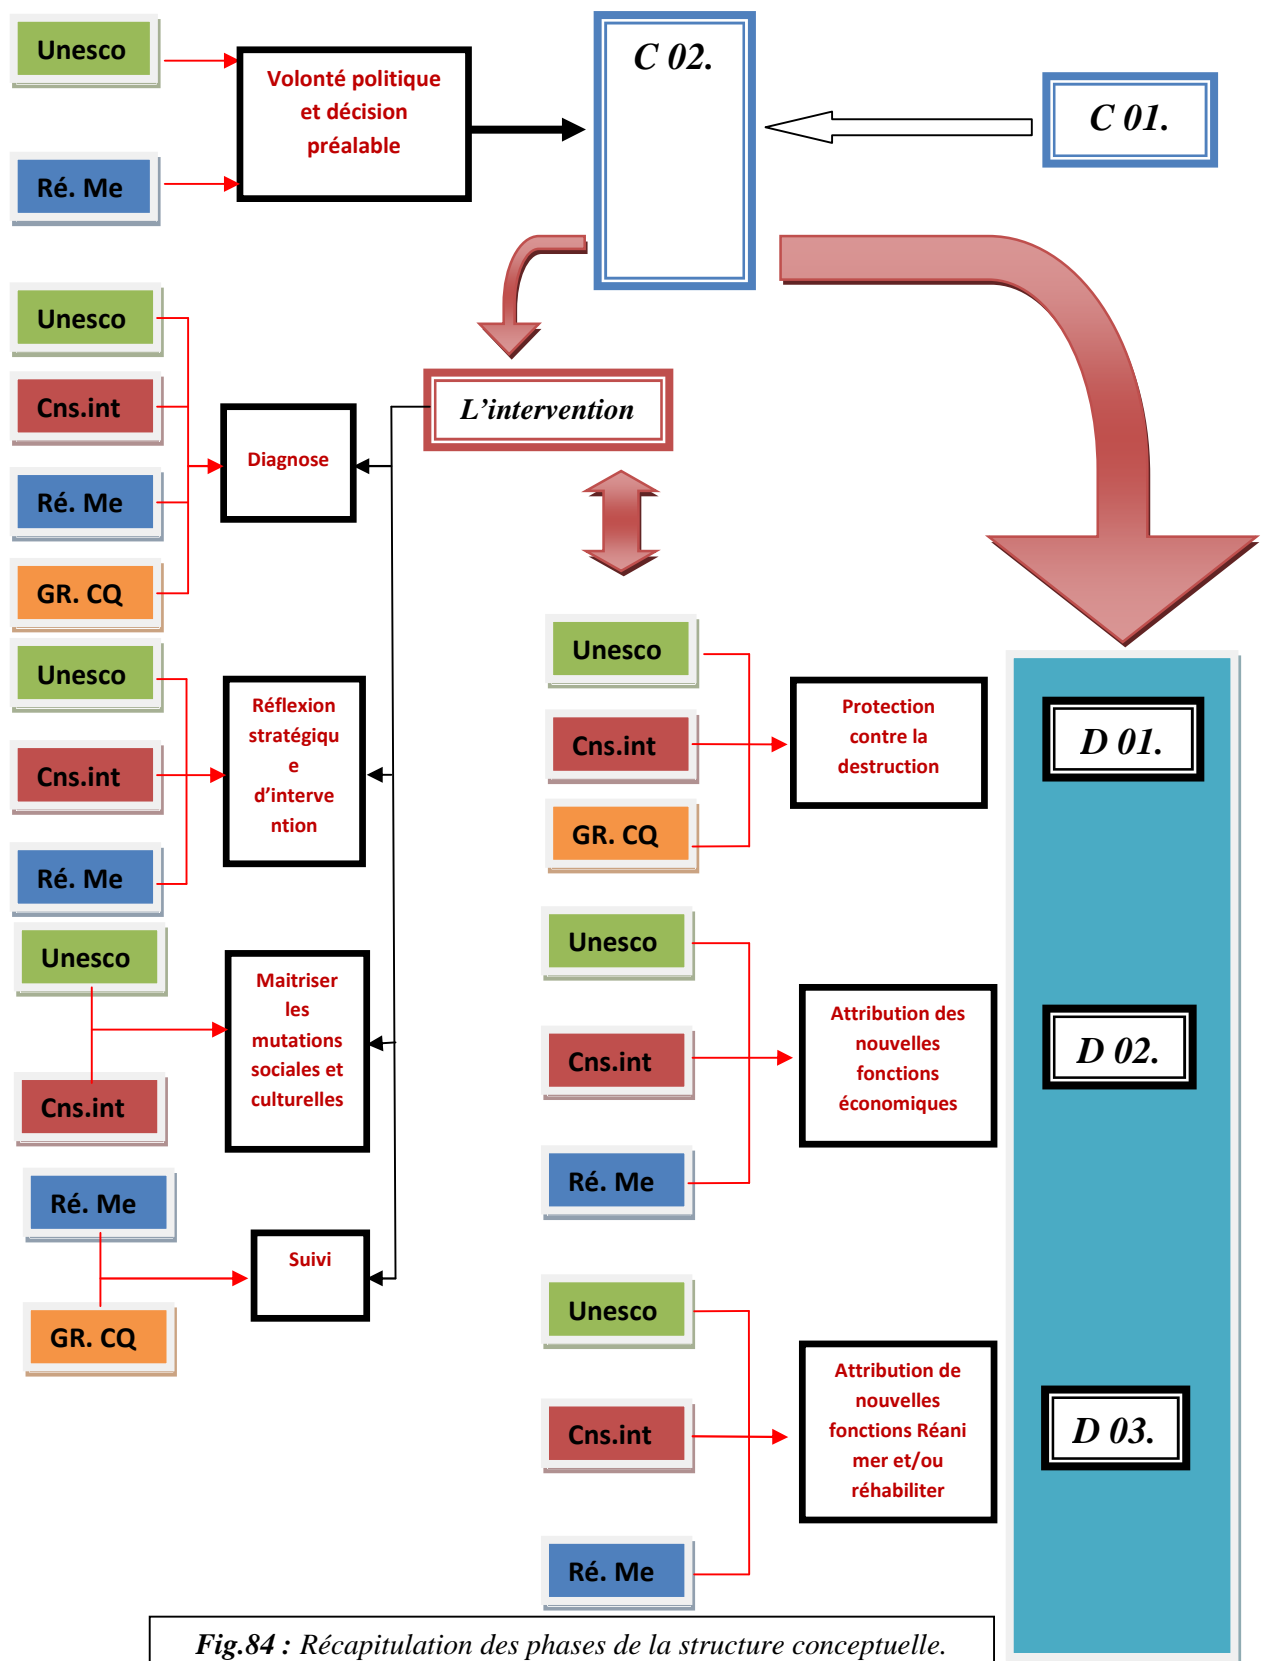 Unesco
Ré. Me
Volonté politique
et décision
préalable
C 02.
C 01.
L'intervention
Unesco
Cns.int
Ré. Me
GR. CQ
Diagnose
Unesco
Cns.int
Ré. Me
Réflexion
stratégiqu
e
d'interve
ntion
Unesco
Cns.int
Maitriser
les
mutations
sociales et
culturelles
Ré. Me
GR. CQ
Suivi
Unesco
Cns.int
GR. CQ
Protection
contre la
destruction
D 01.
Unesco
Cns.int
Ré. Me
Attribution des
nouvelles
fonctions
économiques
D 02.
Unesco
Cns.int
Ré. Me
Attribution de
nouvelles
fonctions Réani
mer et/ou
réhabiliter
D 03.
Fig.84 : Récapitulation des phases de la structure conceptuelle.